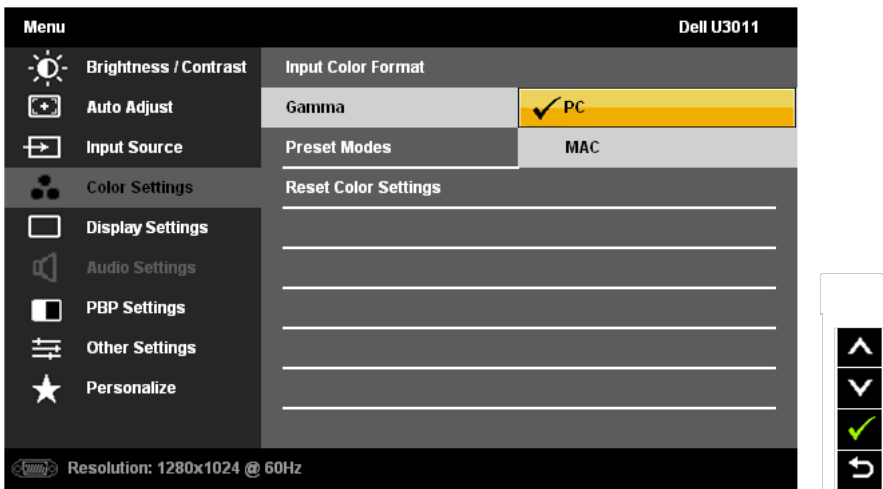 Menu Dell U3011
Brightness / Contrast Input Color Format
Auto Adjust Gamma PC
Input Source Preset Modes MAC
Color Settings Reset Color Settings
Display Settings
Audio Settings
PBP Settings
Other Settings
Personalize
Resolution: 1280x1024 @ 60Hz